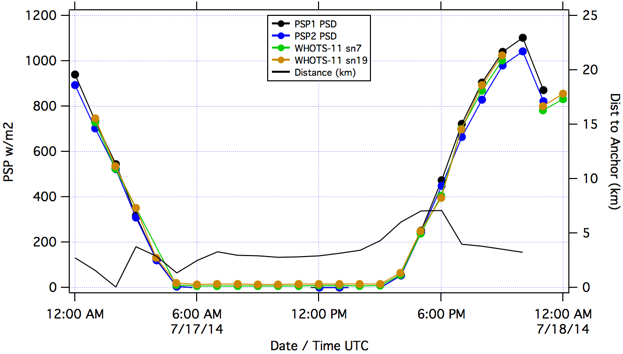 1200
1000
800
600
400
200
0
PSP w/m2
PSP1 PSD
PSP2 PSD
WHOTS-11 sn7
WHOTS-11 sn19
Distance (km)
25
20
15
10
5
0
Dist to Anchor (km)
12:00 AM 6:00 AM 12:00 PM 6:00 PM 12:00 AM
7/17/14 7/18/14
Date / Time UTC